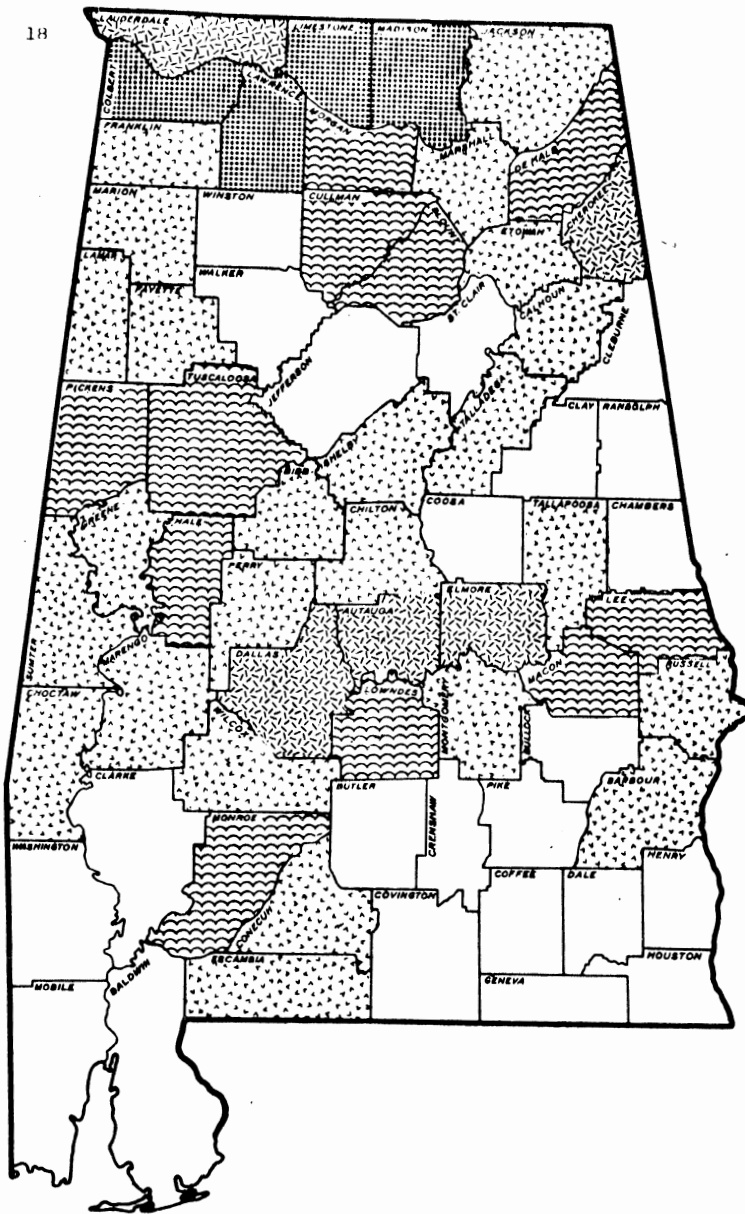 18
LAUDERDALE
LIMESTONE
MADISON
JACKSON
COLBERT
LAWRENCE
MORGAN
FRANKLIN
MARSHALL
DE KALB
CHEROKEE
MARION
WINSTON
CULLMAN
BLOUNT
ETOWAH
LAMAR
FAYETTE
WALKER
ST. CLAIR
CALHOUN
CLEBURNE
PICKENS
TUSCALOOSA
JEFFERSON
TALLADEGA
CLAY
RANDOLPH
SHELBY
BIBB
GREENE
HALE
CHILTON
COOSA
TALLAPOOSA
CHAMBERS
PERRY
SUMTER
MARENGO
DALLAS
AUTAUGA
ELMORE
LEE
MACON
RUSSELL
CHOCTAW
WILCOX
LOWNDES
MONTGOMERY
BULLOCK
CLARKE
BUTLER
CRENSHAW
PIKE
BARBOUR
WASHINGTON
MONROE
CONECUH
COVINGTON
COFFEE
DALE
HENRY
MOBILE
BALDWIN
ESCAMBIA
GENEVA
HOUSTON